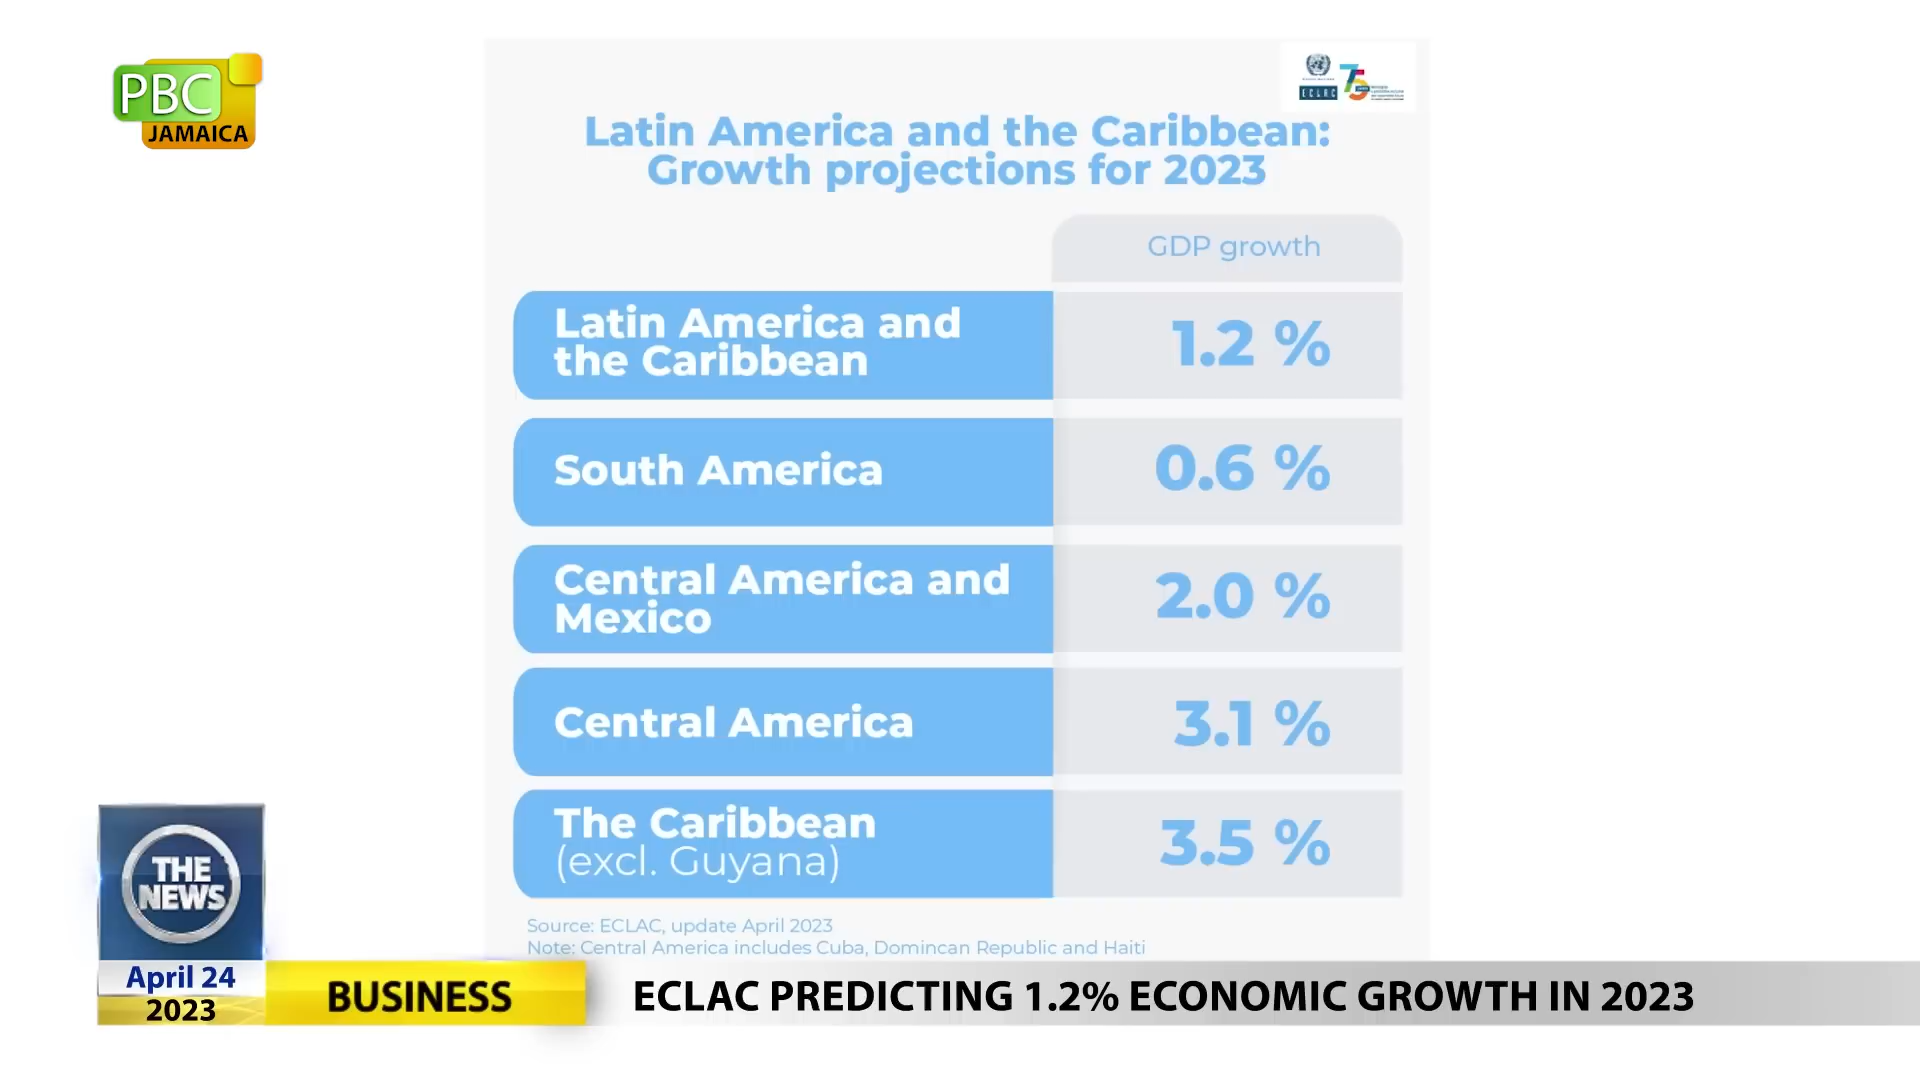 PBC
JAMAICA
ECLAC
75
Latin America and the Caribbean:
Growth projections for 2023
GDP growth
Latin America and
the Caribbean
1.2 %
South America
0.6 %
Central America and
Mexico
2.0 %
Central America
3.1 %
The Caribbean
(excl. Guyana)
3.5 %
Source: ECLAC, update April 2023
Note: Central America includes Cuba, Domincan Republic and Haiti
THE
NEWS
April 24
2023
BUSINESS
ECLAC PREDICTING 1.2% ECONOMIC GROWTH IN 2023